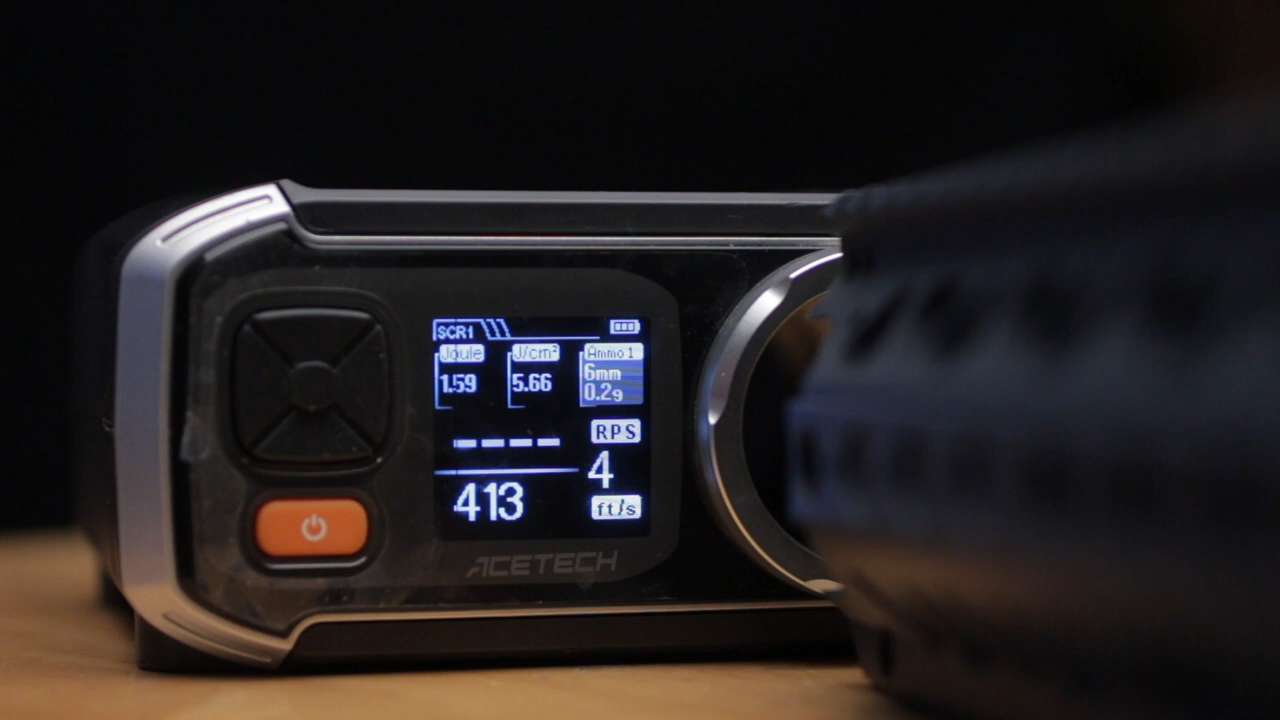 SCR1
Joule J/cm² Ammo 1
1.59 5.66 6mm
0.2g
---- RPS
4
413 ft/s
ACETECH